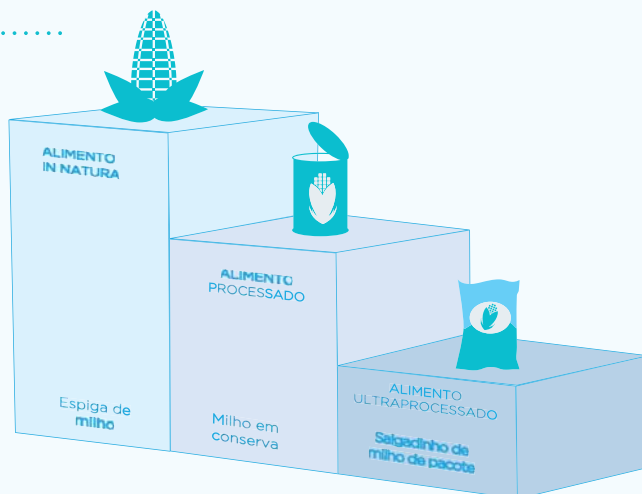 ALIMENTO
IN NATURA
Espiga de
milho
ALIMENTO
PROCESSADO
Milho em
conserva
ALIMENTO
ULTRAPROCESSADO
Salgadinho de
milho de pacote